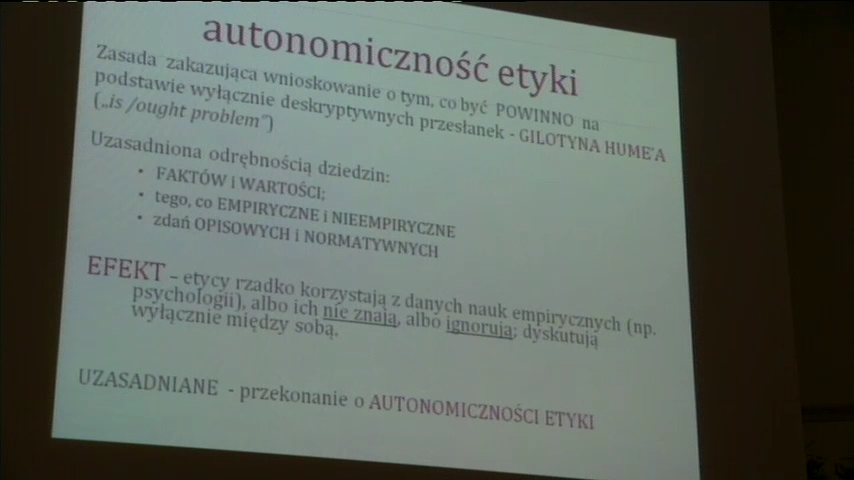 autonomiczność etyki
Zasada zakazująca wnioskowanie o tym, co być POWINNO na
podstawie wyłącznie deskryptywnych przesłanek - GILOTYNA HUME'A
(„is /ought problem”)
Uzasadniona odrębnością dziedzin:
• FAKTÓW i WARTOŚCI;
• tego, co EMPIRYCZNE i NIEEMPIRYCZNE
• zdań OPISOWYCH i NORMATYWNYCH
EFEKT – etycy rzadko korzystają z danych nauk empirycznych (np.
psychologii), albo ich nie znają, albo ignorują; dyskutują
wyłącznie między sobą.
UZASADNIANE - przekonanie o AUTONOMICZNOŚCI ETYKI